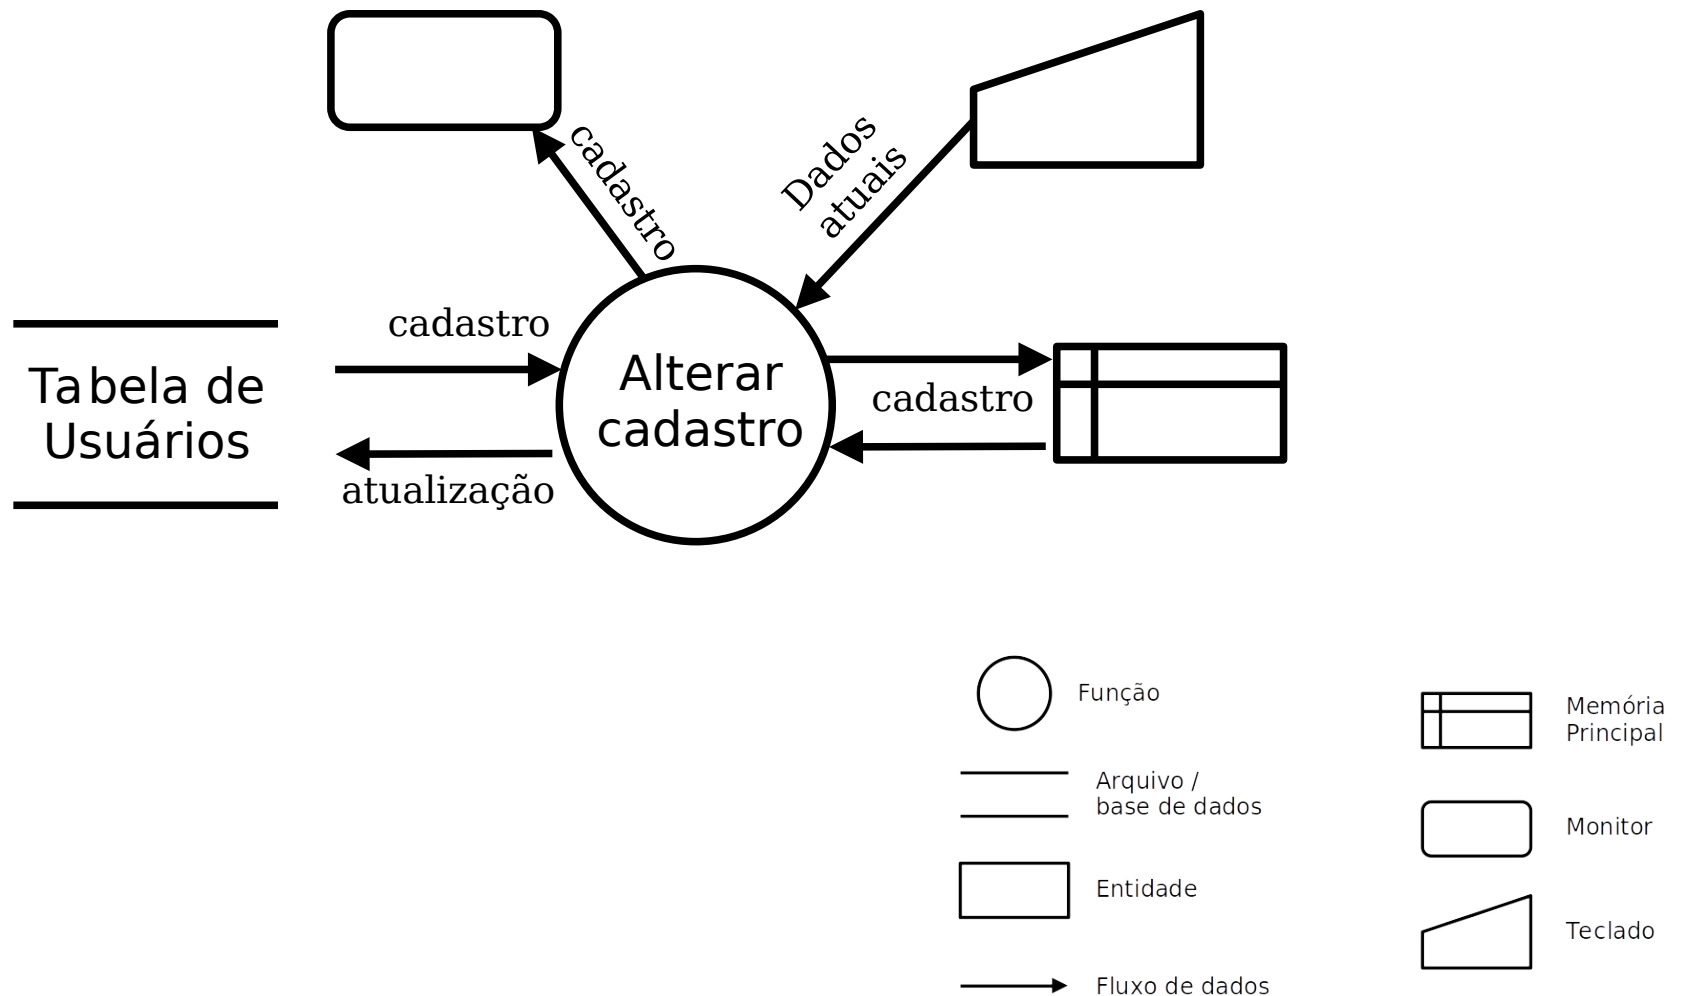 cadastro
Dados
atuais
cadastro
Tabela de
Usuários
Alterar
cadastro
cadastro
atualização
Função
Arquivo /
base de dados
Entidade
Fluxo de dados
Memória
Principal
Monitor
Teclado